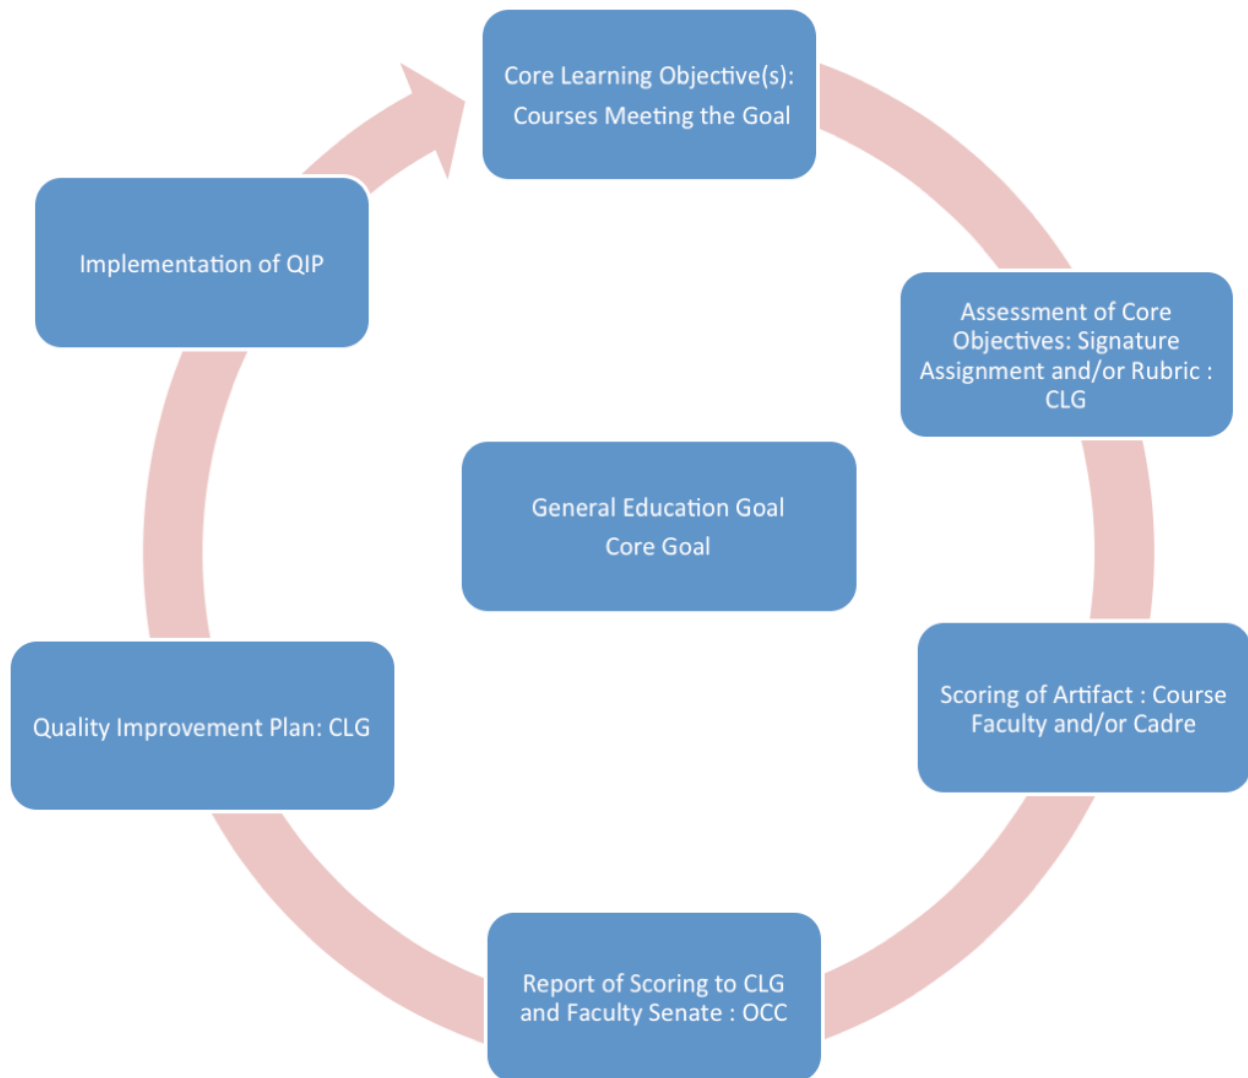 Core Learning Objective(s):
Courses Meeting the Goal
Assessment of Core
Objectives: Signature
Assignment and/or Rubric :
CLG
Scoring of Artifact : Course
Faculty and/or Cadre
Report of Scoring to CLG
and Faculty Senate : OCC
Quality Improvement Plan: CLG
Implementation of QIP
General Education Goal
Core Goal